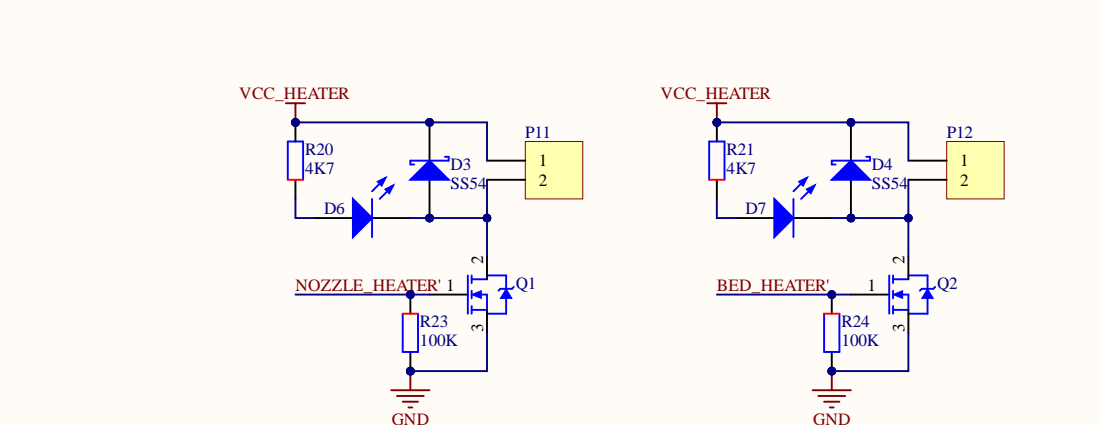 VCC_HEATER
P11
R20
4K7
1
2
D3
SS54
D6
2
NOZZLE_HEATER'
1
Q1
3
R23
100K
GND
VCC_HEATER
P12
R21
4K7
1
2
D4
SS54
D7
2
BED_HEATER'
1
Q2
3
R24
100K
GND